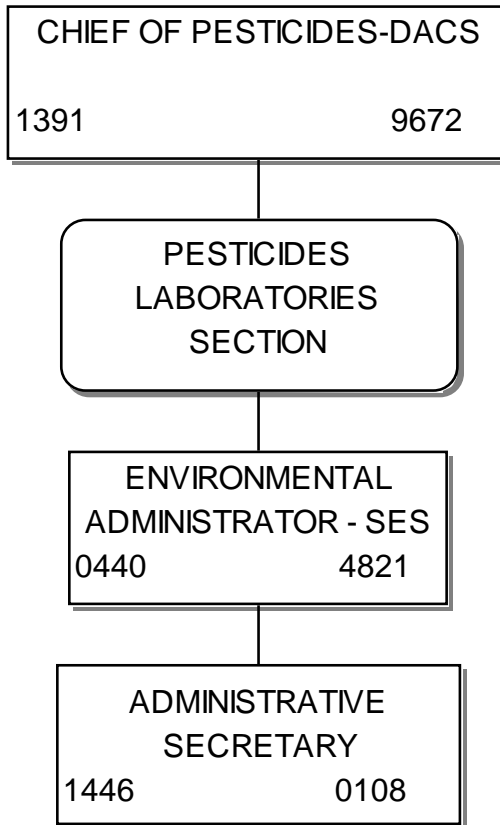 CHIEF OF PESTICIDES-DACS
1391 9672
PESTICIDES
LABORATORIES
SECTION
ENVIRONMENTAL
ADMINISTRATOR - SES
0440 4821
ADMINISTRATIVE
SECRETARY
1446 0108